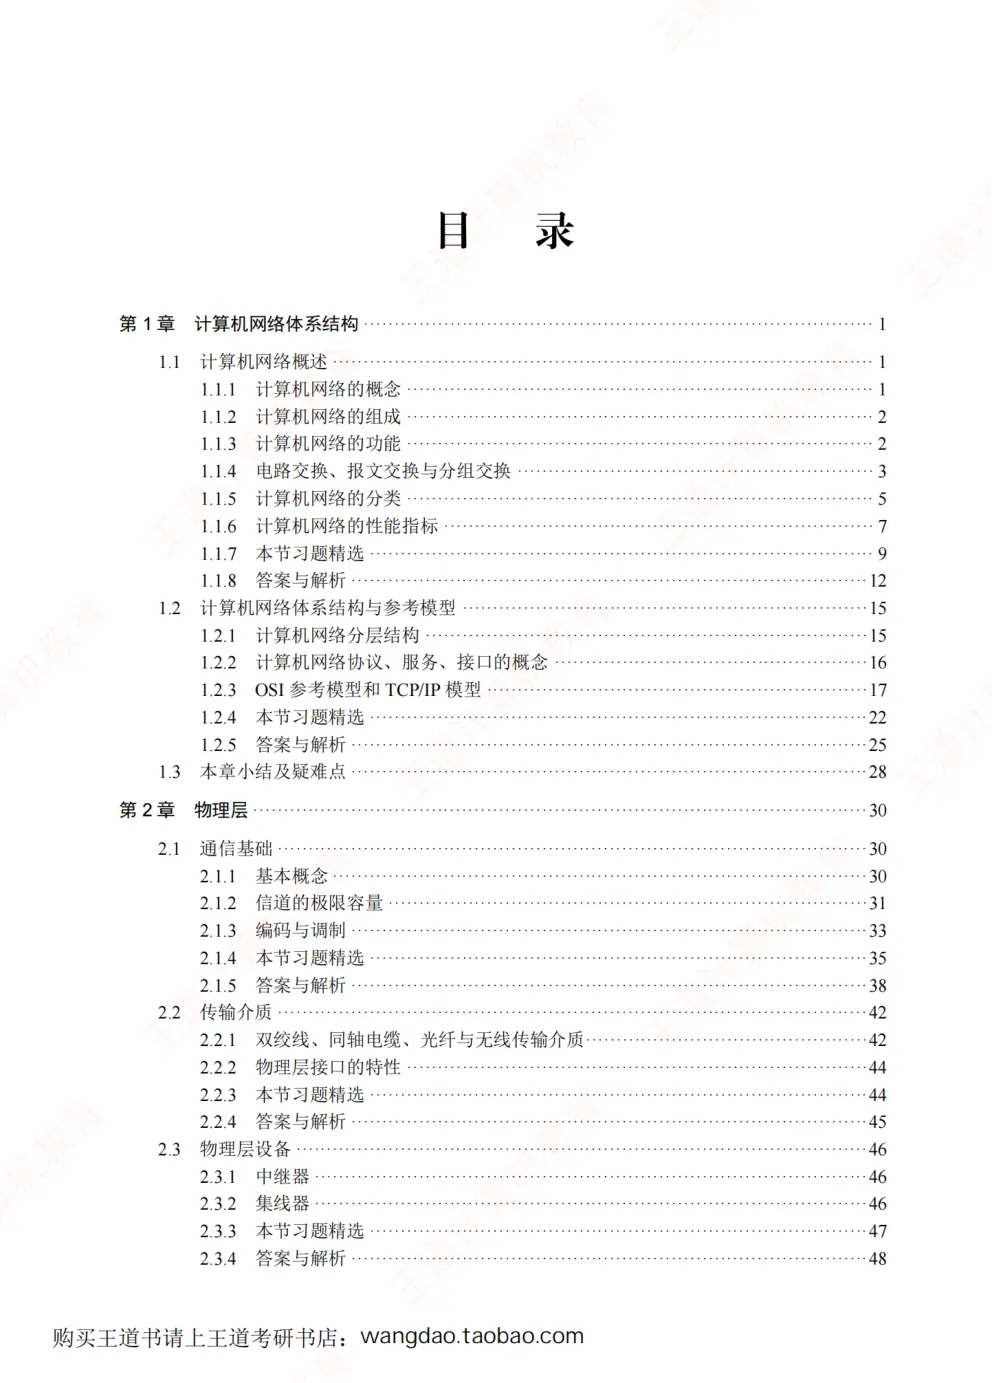 目 录
第 1 章 计算机网络体系结构 1
1.1 计算机网络概述 1
1.1.1 计算机网络的概念 1
1.1.2 计算机网络的组成 2
1.1.3 计算机网络的功能 2
1.1.4 电路交换、报文交换与分组交换 3
1.1.5 计算机网络的分类 5
1.1.6 计算机网络的性能指标 7
1.1.7 本节习题精选 9
1.1.8 答案与解析 12
1.2 计算机网络体系结构与参考模型 15
1.2.1 计算机网络分层结构 15
1.2.2 计算机网络协议、服务、接口的概念 16
1.2.3 OSI 参考模型和 TCP/IP 模型 17
1.2.4 本节习题精选 22
1.2.5 答案与解析 25
1.3 本章小结及疑难点 28
第 2 章 物理层 30
2.1 通信基础 30
2.1.1 基本概念 30
2.1.2 信道的极限容量 31
2.1.3 编码与调制 33
2.1.4 本节习题精选 35
2.1.5 答案与解析 38
2.2 传输介质 42
2.2.1 双绞线、同轴电缆、光纤与无线传输介质 42
2.2.2 物理层接口的特性 44
2.2.3 本节习题精选 44
2.2.4 答案与解析 45
2.3 物理层设备 46
2.3.1 中继器 46
2.3.2 集线器 46
2.3.3 本节习题精选 47
2.3.4 答案与解析 48
购买王道书请上王道考研书店：wangdao.taobao.com
王道计算机教育